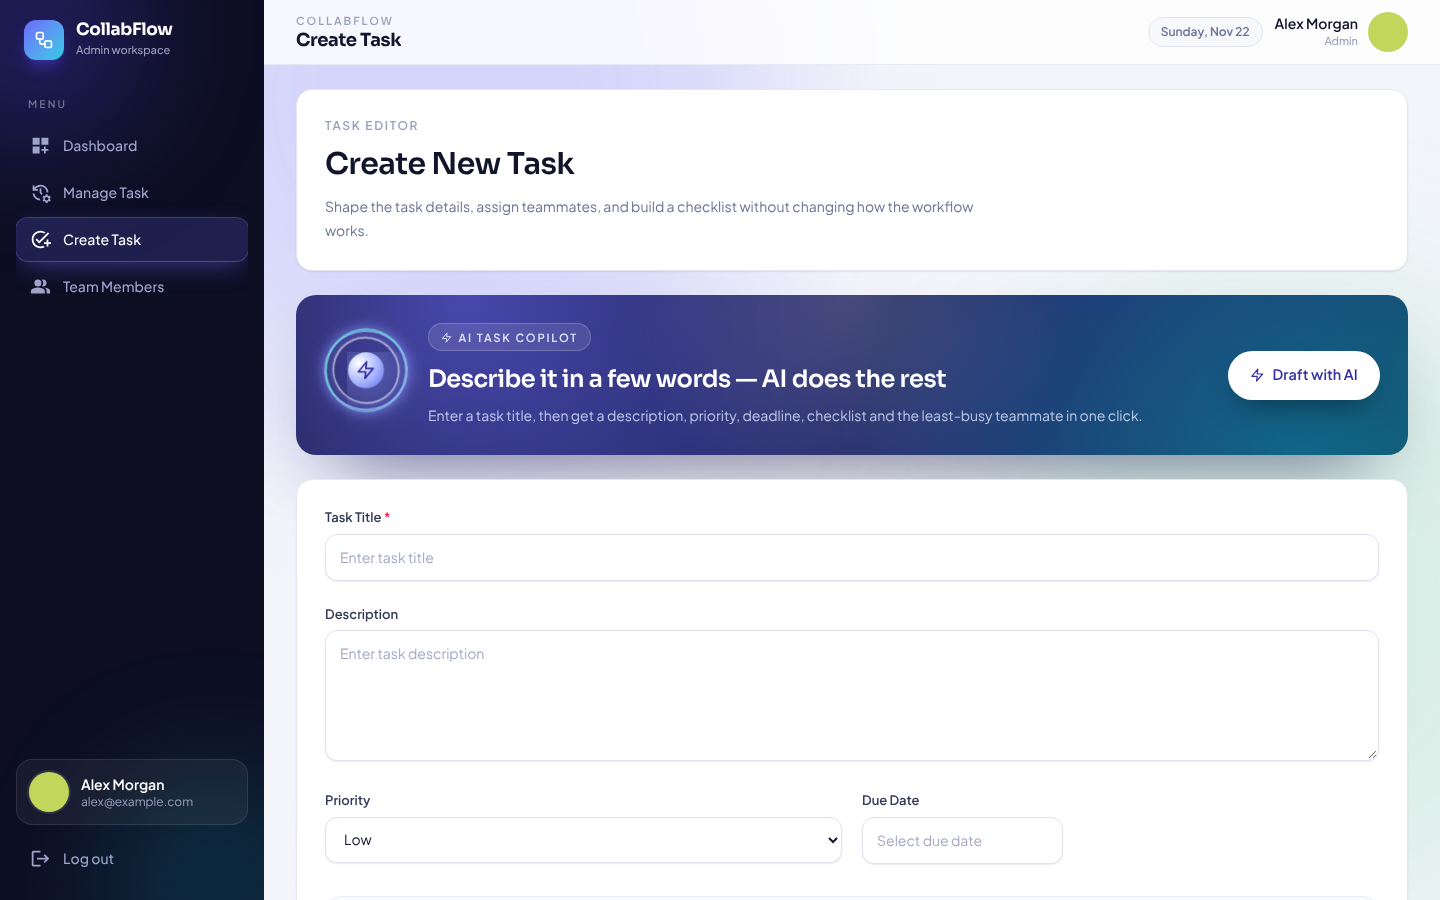 CollabFlow
Admin workspace
MENU
Dashboard
Manage Task
Create Task
Team Members
Alex Morgan
alex@example.com
Log out
COLLABFLOW
Create Task
Sunday, Nov 22
Alex Morgan
Admin
TASK EDITOR
Create New Task
Shape the task details, assign teammates, and build a checklist without changing how the workflow
works.
AI TASK COPILOT
Describe it in a few words — AI does the rest
Enter a task title, then get a description, priority, deadline, checklist and the least-busy teammate in one click.
Draft with AI
Task Title *
Enter task title
Description
Enter task description
Priority
Due Date
Low
Select due date